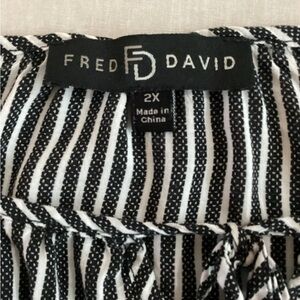 FRED FD DAVID
2X
Made in
China